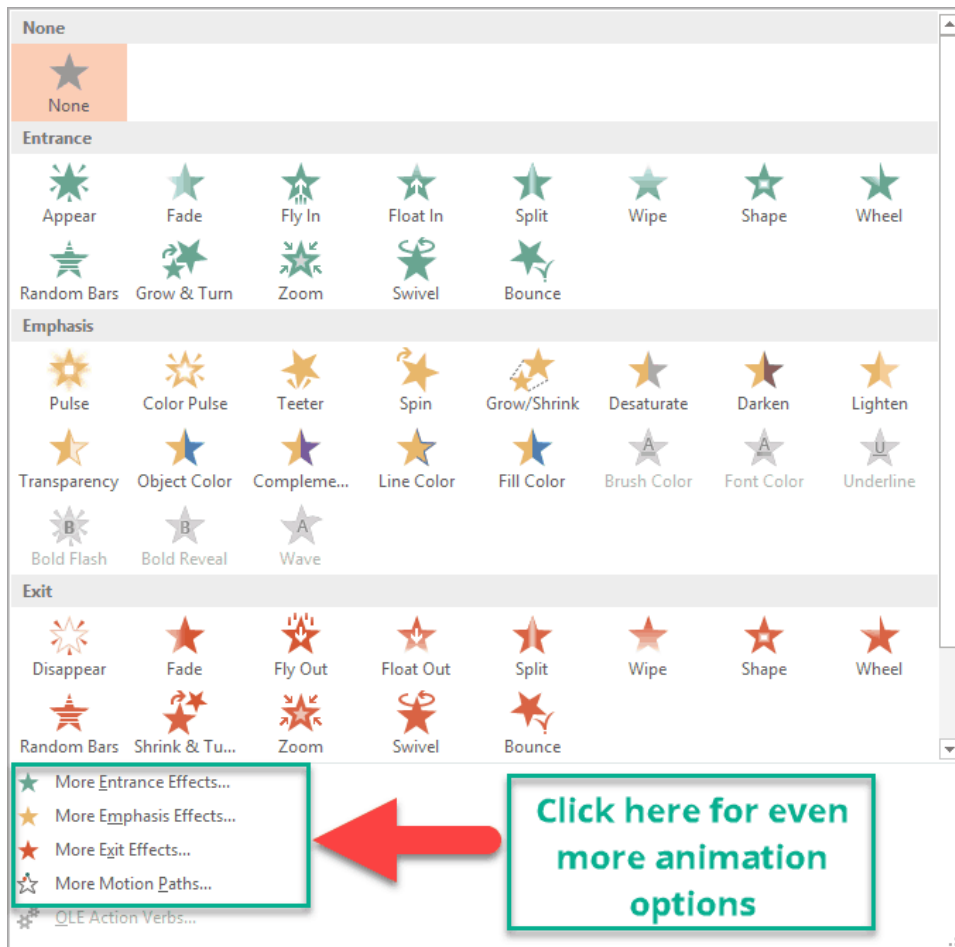 None
None
Entrance
Appear Fade Fly In Float In Split Wipe Shape Wheel
Random Bars Grow & Turn Zoom Swivel Bounce
Emphasis
Pulse Color Pulse Teeter Spin Grow/Shrink Desaturate Darken Lighten
Transparency Object Color Compleme... Line Color Fill Color Brush Color Font Color Underline
Bold Flash Bold Reveal Wave
Exit
Disappear Fade Fly Out Float Out Split Wipe Shape Wheel
Random Bars Shrink & Tu... Zoom Swivel Bounce
More Entrance Effects...
More Emphasis Effects...
More Exit Effects...
More Motion Paths...
OLE Action Verbs...
Click here for even
more animation
options